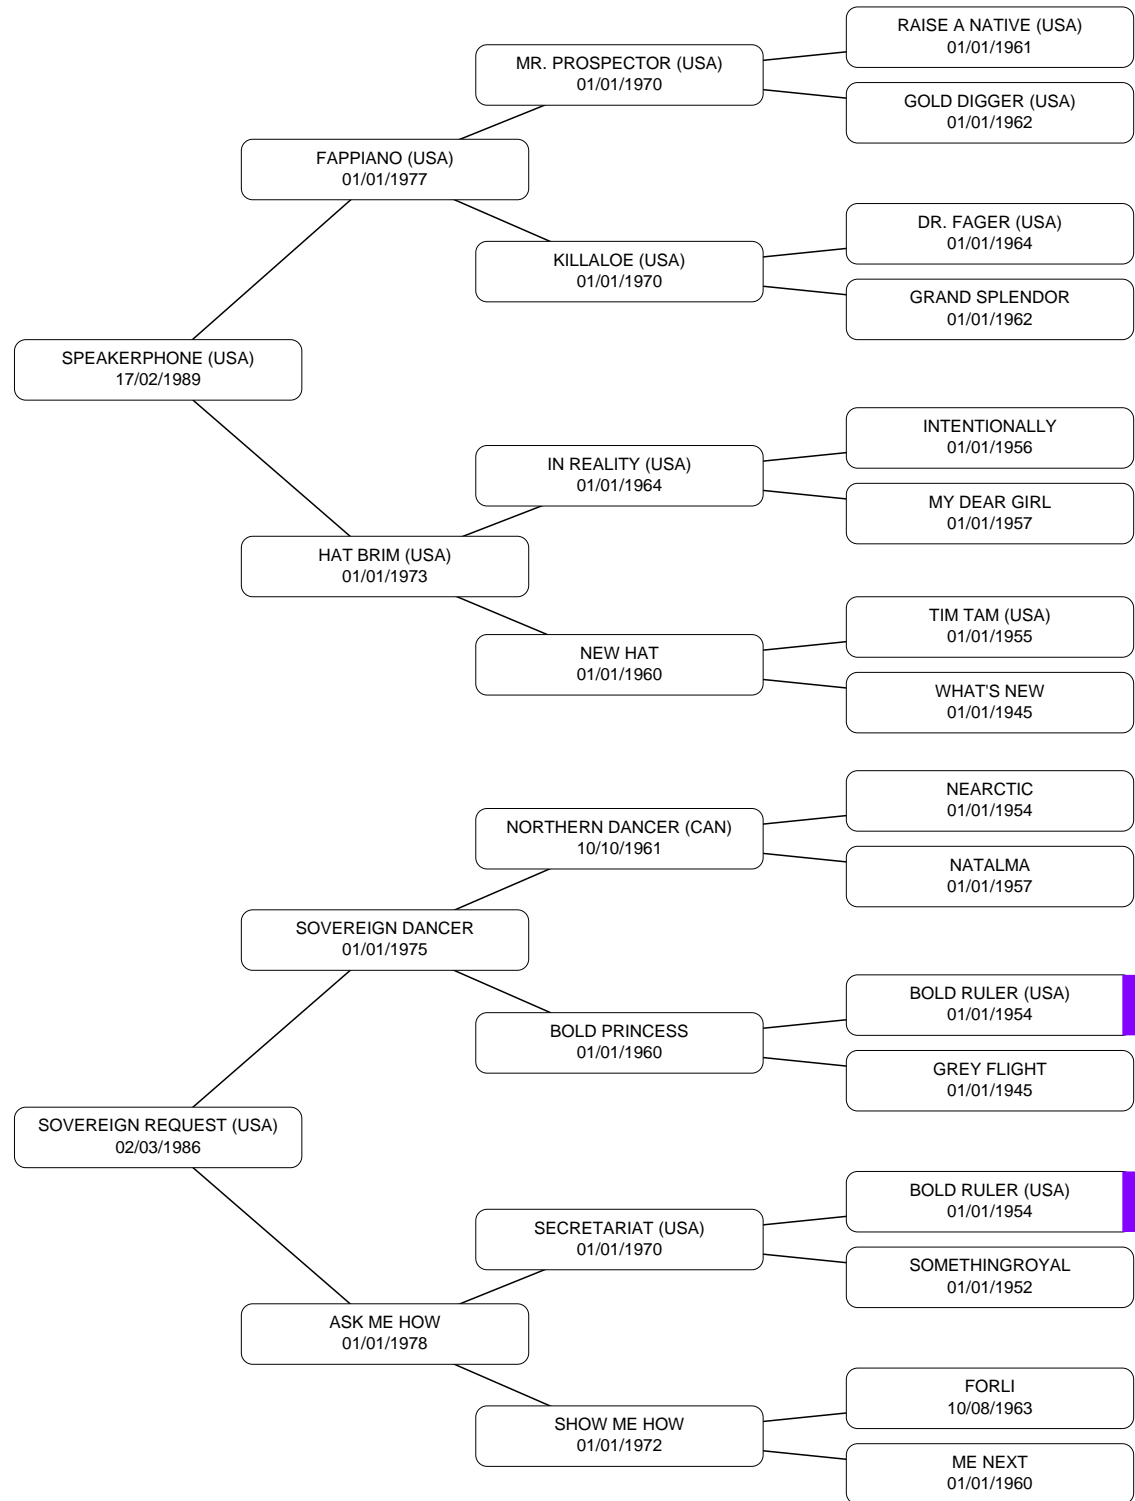 RAISE A NATIVE (USA)
01/01/1961
MR. PROSPECTOR (USA)
01/01/1970
GOLD DIGGER (USA)
01/01/1962
FAPPIANO (USA)
01/01/1977
DR. FAGER (USA)
01/01/1964
KILLALOE (USA)
01/01/1970
GRAND SPLENDOR
01/01/1962
SPEAKERPHONE (USA)
17/02/1989
INTENTIONALLY
01/01/1956
IN REALITY (USA)
01/01/1964
MY DEAR GIRL
01/01/1957
HAT BRIM (USA)
01/01/1973
TIM TAM (USA)
01/01/1955
NEW HAT
01/01/1960
WHAT'S NEW
01/01/1945
NEARCTIC
01/01/1954
NORTHERN DANCER (CAN)
10/10/1961
NATALMA
01/01/1957
SOVEREIGN DANCER
01/01/1975
BOLD RULER (USA)
01/01/1954
BOLD PRINCESS
01/01/1960
GREY FLIGHT
01/01/1945
SOVEREIGN REQUEST (USA)
02/03/1986
BOLD RULER (USA)
01/01/1954
SECRETARIAT (USA)
01/01/1970
SOMETHINGROYAL
01/01/1952
ASK ME HOW
01/01/1978
FORLI
10/08/1963
SHOW ME HOW
01/01/1972
ME NEXT
01/01/1960